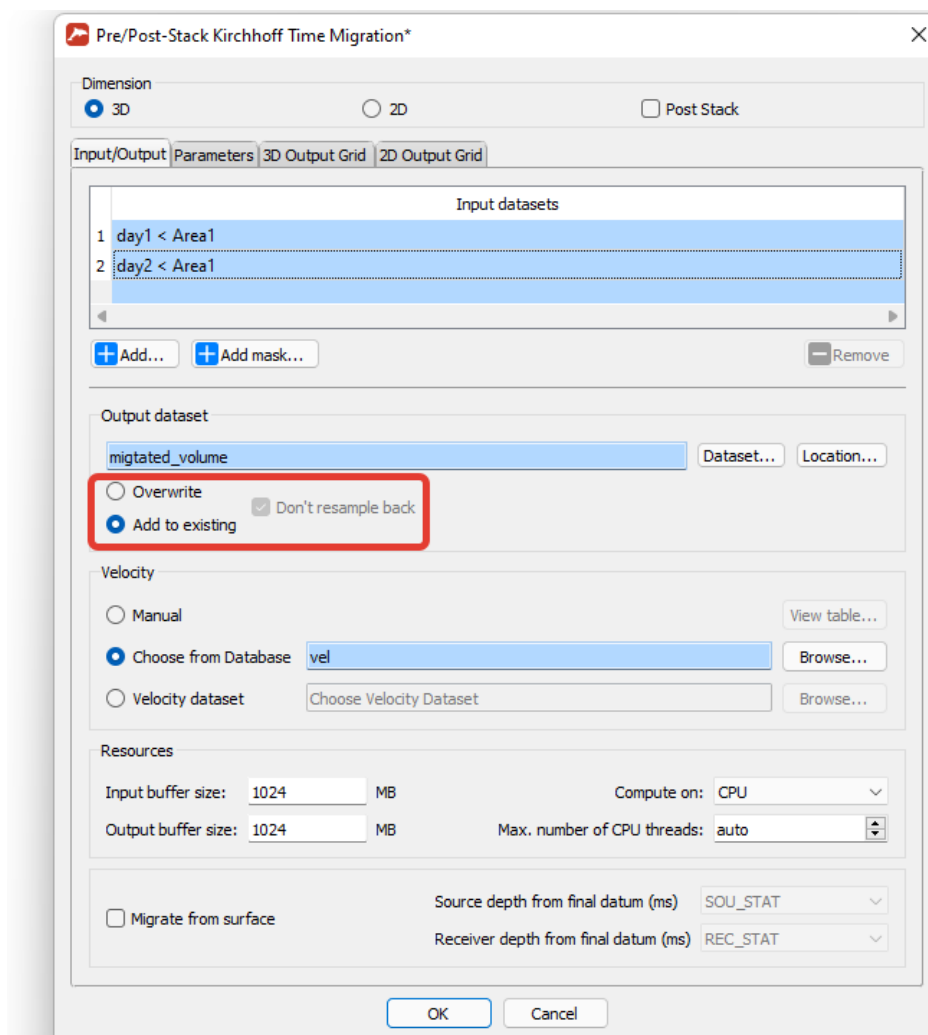 Pre/Post-Stack Kirchhoff Time Migration*
Dimension
3D 2D Post Stack
Input/Output Parameters 3D Output Grid 2D Output Grid
Input datasets
1 day1 < Area1
2 day2 < Area1
Add... Add mask... Remove
Output dataset
migtated_volume Dataset... Location...
Overwrite
Don't resample back
Add to existing
Velocity
Manual View table...
Choose from Database vel Browse...
Velocity dataset Choose Velocity Dataset Browse...
Resources
Input buffer size: 1024 MB Compute on: CPU
Output buffer size: 1024 MB Max. number of CPU threads: auto
Source depth from final datum (ms) SOU_STAT
Migrate from surface
Receiver depth from final datum (ms) REC_STAT
OK Cancel